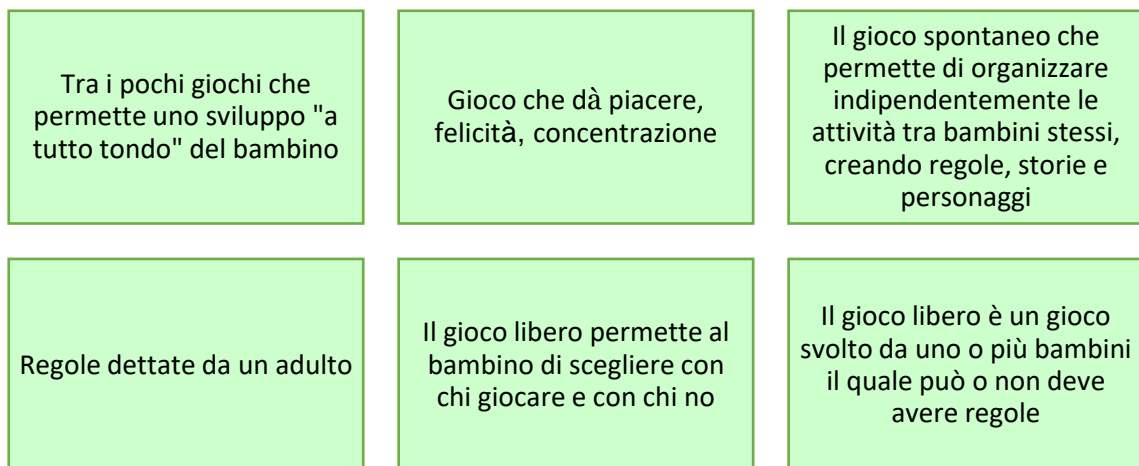 Tra i pochi giochi che
permette uno sviluppo "a
tutto tondo" del bambino
Gioco che dà piacere,
felicità, concentrazione
Il gioco spontaneo che
permette di organizzare
indipendentemente le
attività tra bambini stessi,
creando regole, storie e
personaggi
Regole dettate da un adulto
Il gioco libero permette al
bambino di scegliere con
chi giocare e con chi no
Il gioco libero è un gioco
svolto da uno o più bambini
il quale può o non deve
avere regole